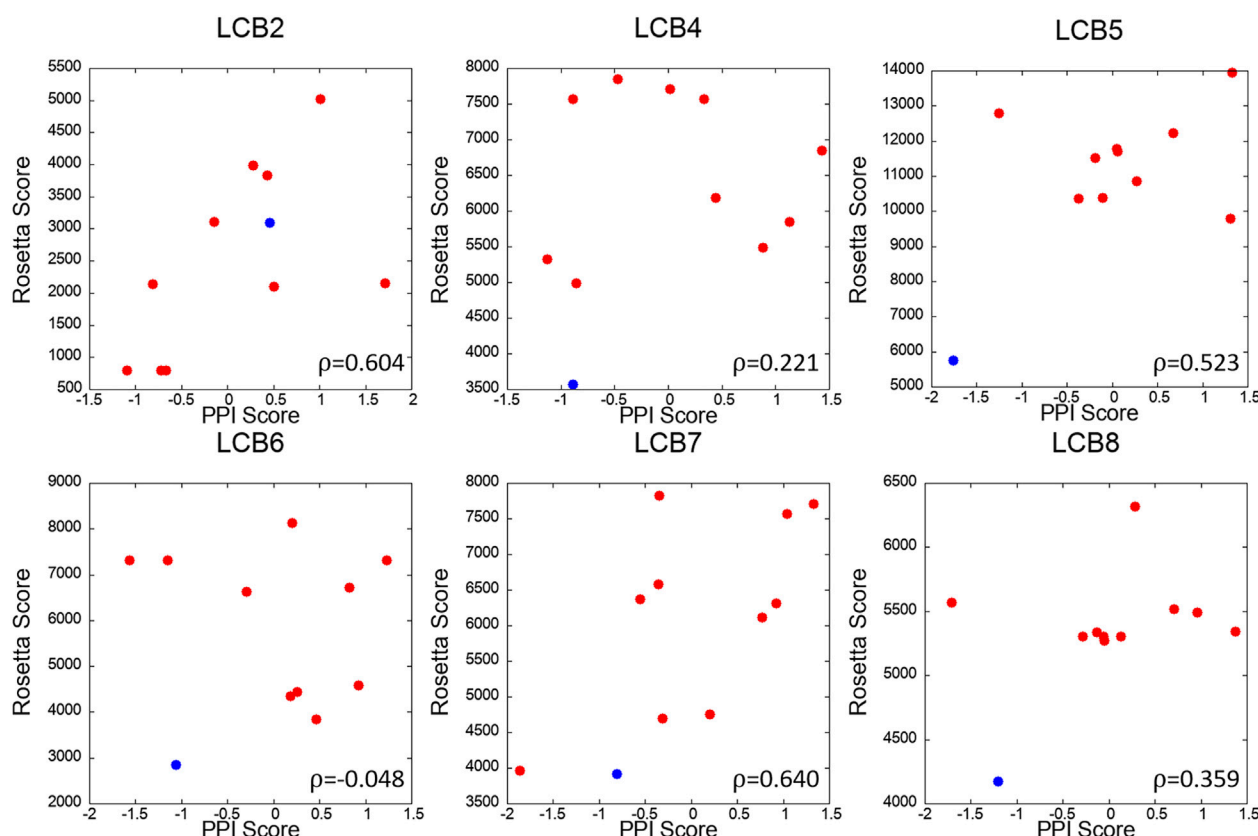 LCB2
LCB4
LCB5
Rosetta Score
5500
5000
4500
4000
3500
3000
2500
2000
1500
1000
500
-1.5 -1 -0.5 0 0.5 1 1.5 2
PPI Score
ρ=0.604
Rosetta Score
8000
7500
7000
6500
6000
5500
5000
4500
4000
3500
-1.5 -1 -0.5 0 0.5 1 1.5
PPI Score
ρ=0.221
Rosetta Score
14000
13000
12000
11000
10000
9000
8000
7000
6000
5000
-2 -1.5 -1 -0.5 0 0.5 1 1.5
PPI Score
ρ=0.523
LCB6
LCB7
LCB8
Rosetta Score
9000
8000
7000
6000
5000
4000
3000
2000
-2 -1.5 -1 -0.5 0 0.5 1 1.5
PPI Score
ρ=-0.048
Rosetta Score
8000
7500
7000
6500
6000
5500
5000
4500
4000
3500
-2 -1.5 -1 -0.5 0 0.5 1 1.5
PPI Score
ρ=0.640
Rosetta Score
6500
6000
5500
5000
4500
4000
-2 -1.5 -1 -0.5 0 0.5 1 1.5
PPI Score
ρ=0.359